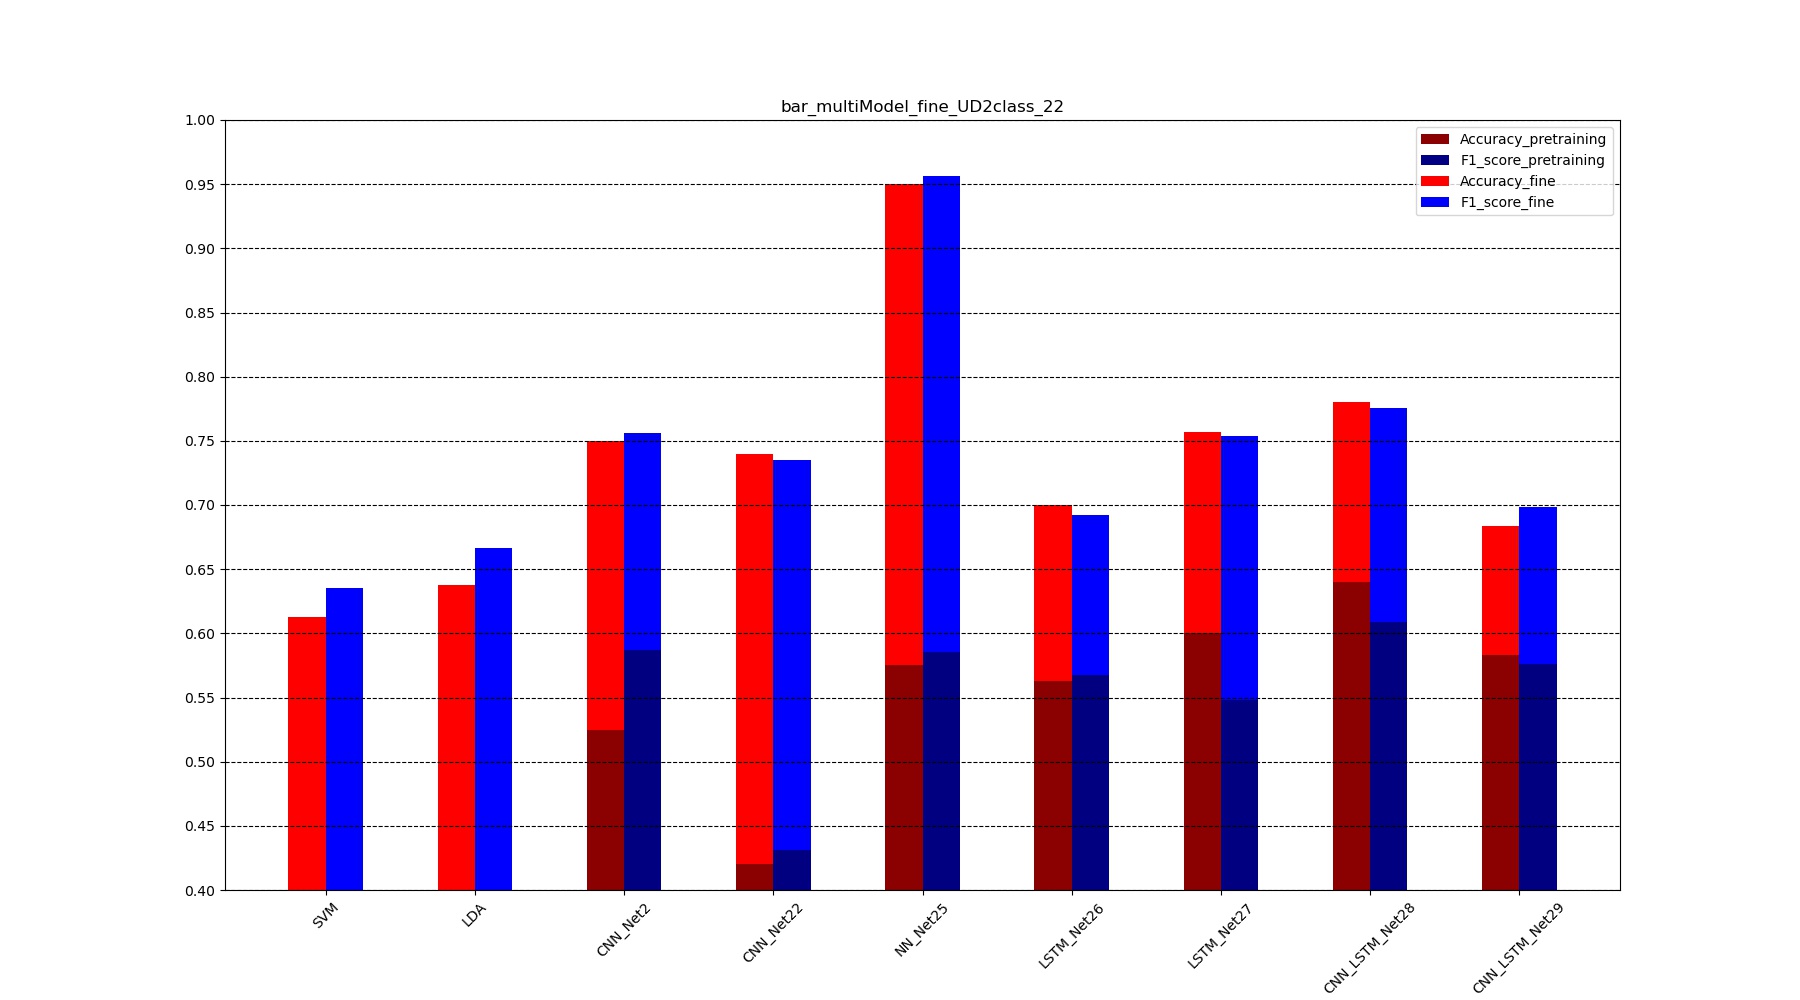 bar_multiModel_fine_UD2class_22
1.00
0.95
0.90
0.85
0.80
0.75
0.70
0.65
0.60
0.55
0.50
0.45
0.40
Accuracy_pretraining
F1_score_pretraining
Accuracy_fine
F1_score_fine
SVM
LDA
CNN_Net2
CNN_Net22
NN_Net25
LSTM_Net26
LSTM_Net27
CNN_LSTM_Net28
CNN_LSTM_Net29